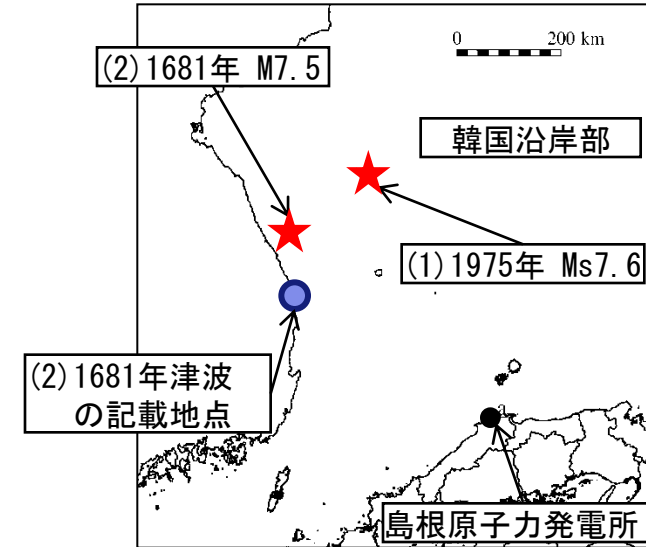 0 200 km
(2)1681年 M7.5
韓国沿岸部
(1)1975年 Ms7.6
(2)1681年津波
の記載地点
a
島根原子力発電所